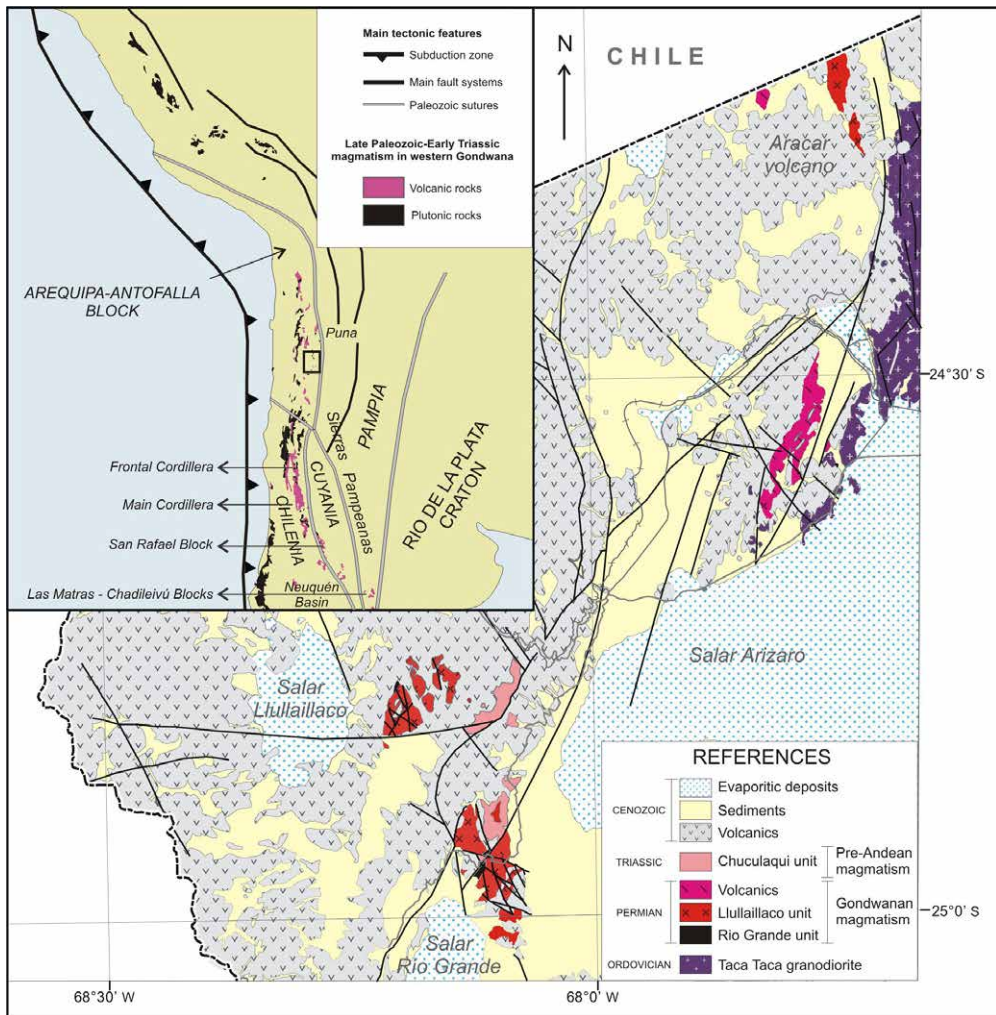 Main tectonic features
Subduction zone
Main fault systems
Paleozoic sutures
Late Paleozoic-Early Triassic
magmatism in western Gondwana
Volcanic rocks
Plutonic rocks
AREQUIPA-ANTOFALLA
BLOCK
Puna
PAMPIA
Sierras
Pampeanas
CUYANIA
CHILENIA
RIO DE LA PLATA
CRATON
Frontal Cordillera
Main Cordillera
San Rafael Block
Las Matras - Chadileivú Blocks
Neuquén
Basin
N
CHILE
Aracar
volcano
24°30' S
Salar Arizaro
Salar
Llullaillaco
Salar
Rio Grande
25°0' S
68°30' W
68°0' W
REFERENCES
CENOZOIC
Evaporitic deposits
Sediments
Volcanics
TRIASSIC
Chuculaqui unit
Pre-Andean
magmatism
PERMIAN
Volcanics
Llullaillaco unit
Rio Grande unit
Gondwanan
magmatism
ORDOVICIAN
Taca Taca granodiorite